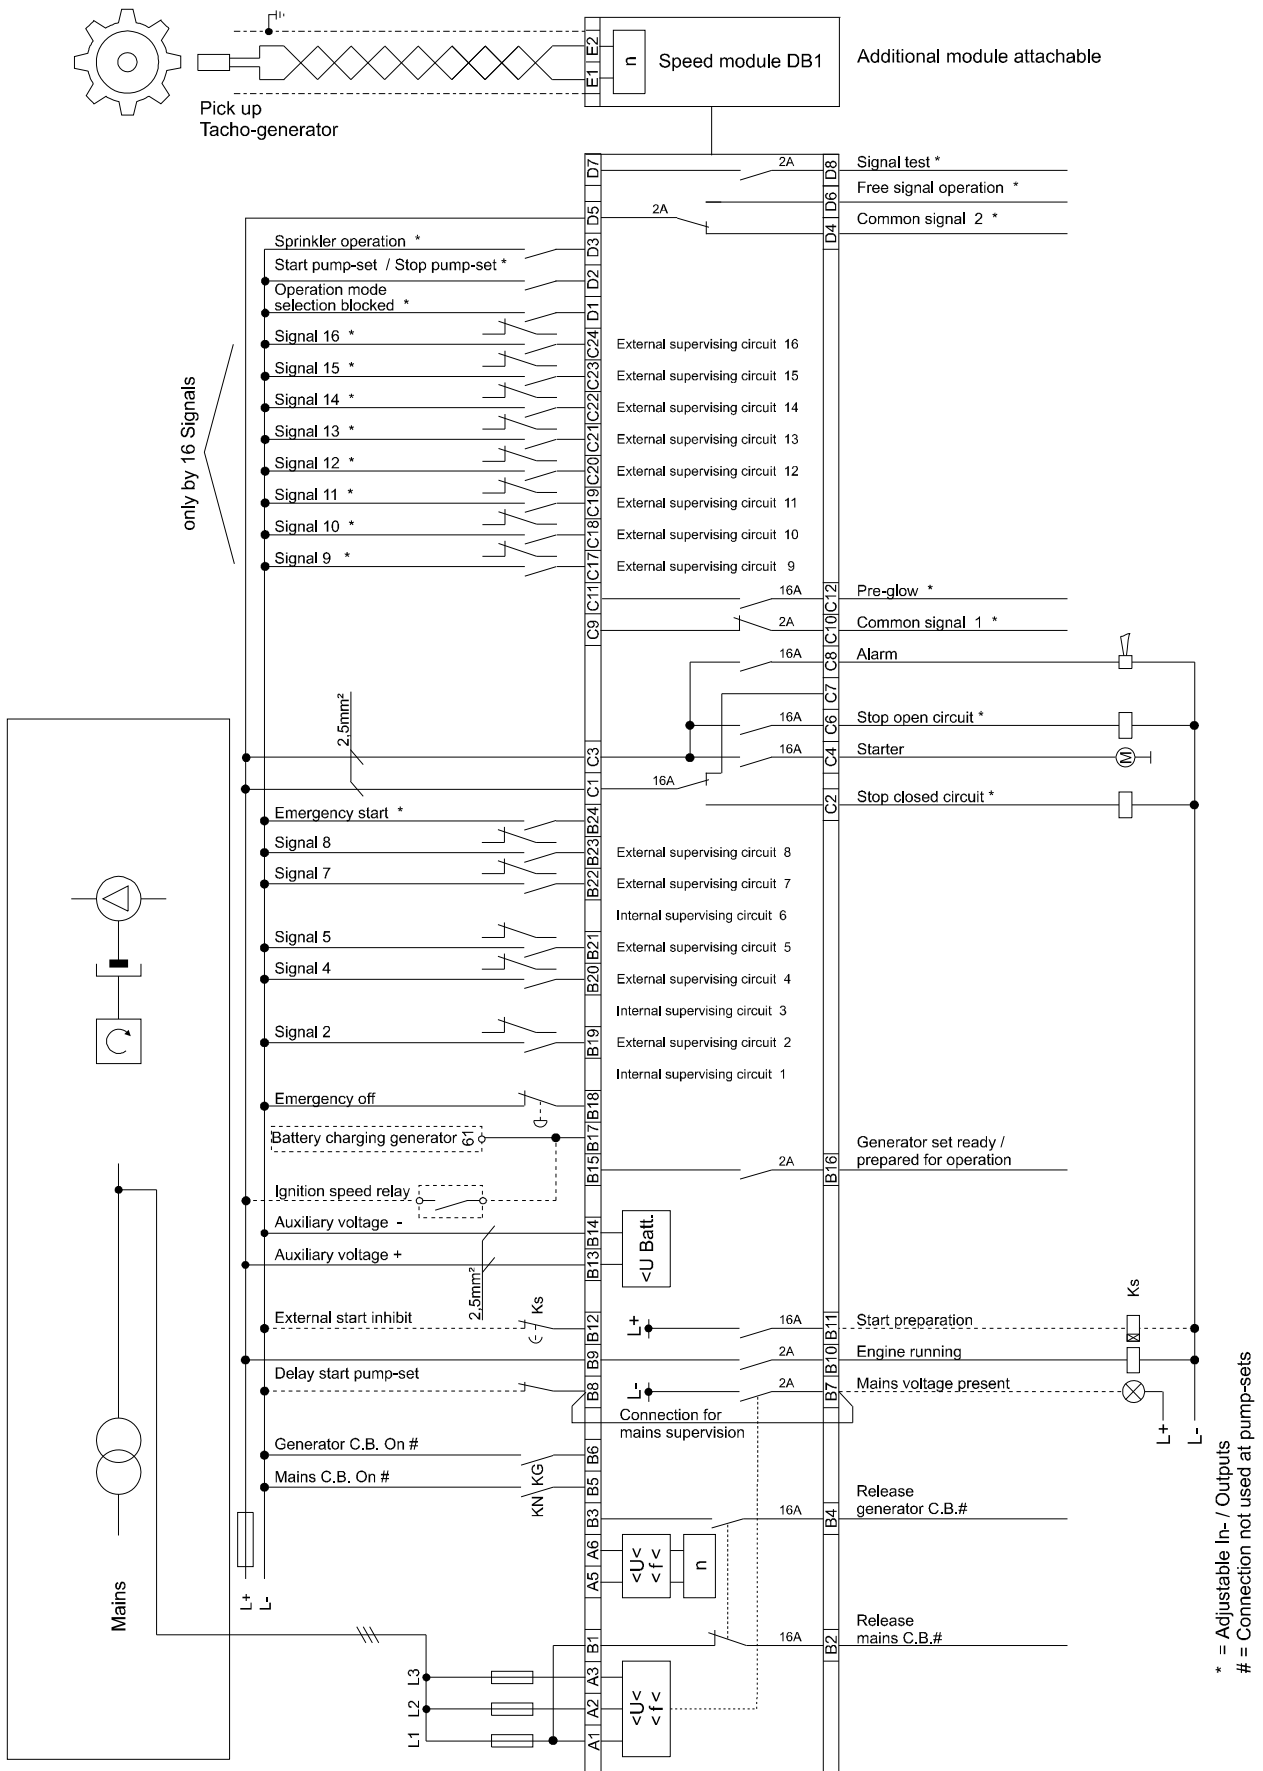 E2
E1
n
Speed module DB1
Additional module attachable
Pick up
Tacho-generator
D7
2A
D8
Signal test *
D6
Free signal operation *
D5
2A
D4
Common signal 2 *
Sprinkler operation *
D3
Start pump-set / Stop pump-set *
D2
Operation mode
selection blocked *
D1
only by 16 Signals
Signal 16 *
C24
External supervising circuit 16
Signal 15 *
C23
External supervising circuit 15
Signal 14 *
C22
External supervising circuit 14
Signal 13 *
C21
External supervising circuit 13
Signal 12 *
C20
External supervising circuit 12
Signal 11 *
C19
External supervising circuit 11
Signal 10 *
C18
External supervising circuit 10
Signal 9 *
C17
External supervising circuit 9
C11
16A
C12
Pre-glow *
C9
2A
C10
Common signal 1 *
16A
C8
Alarm
C7
16A
C6
Stop open circuit *
2,5mm²
C3
16A
C4
Starter
M
C1
16A
C2
Stop closed circuit *
Emergency start *
B24
Signal 8
B23
External supervising circuit 8
Signal 7
B22
External supervising circuit 7
Internal supervising circuit 6
Signal 5
B21
External supervising circuit 5
Signal 4
B20
External supervising circuit 4
Internal supervising circuit 3
Signal 2
B19
External supervising circuit 2
Internal supervising circuit 1
Emergency off
B18
Battery charging generator 61
B17
B15
2A
B16
Generator set ready /
prepared for operation
Ignition speed relay
Auxiliary voltage -
B14
Auxiliary voltage +
B13
<U Batt.
2,5mm²
External start inhibit
Ks
B12
L+
16A
B11
Start preparation
Ks
B9
2A
B10
Engine running
Delay start pump-set
B8
L-
2A
B7
Mains voltage present
L+
L-
Connection for
mains supervision
Generator C.B. On #
KG
B6
Mains C.B. On #
KN
B5
B3
16A
B4
Release
generator C.B.#
A6
A5
<U<
<f<
n
Mains
L+
L-
B1
16A
B2
Release
mains C.B.#
L3
A3
L2
A2
L1
A1
<U<
<f<
* = Adjustable In- / Outputs
# = Connection not used at pump-sets